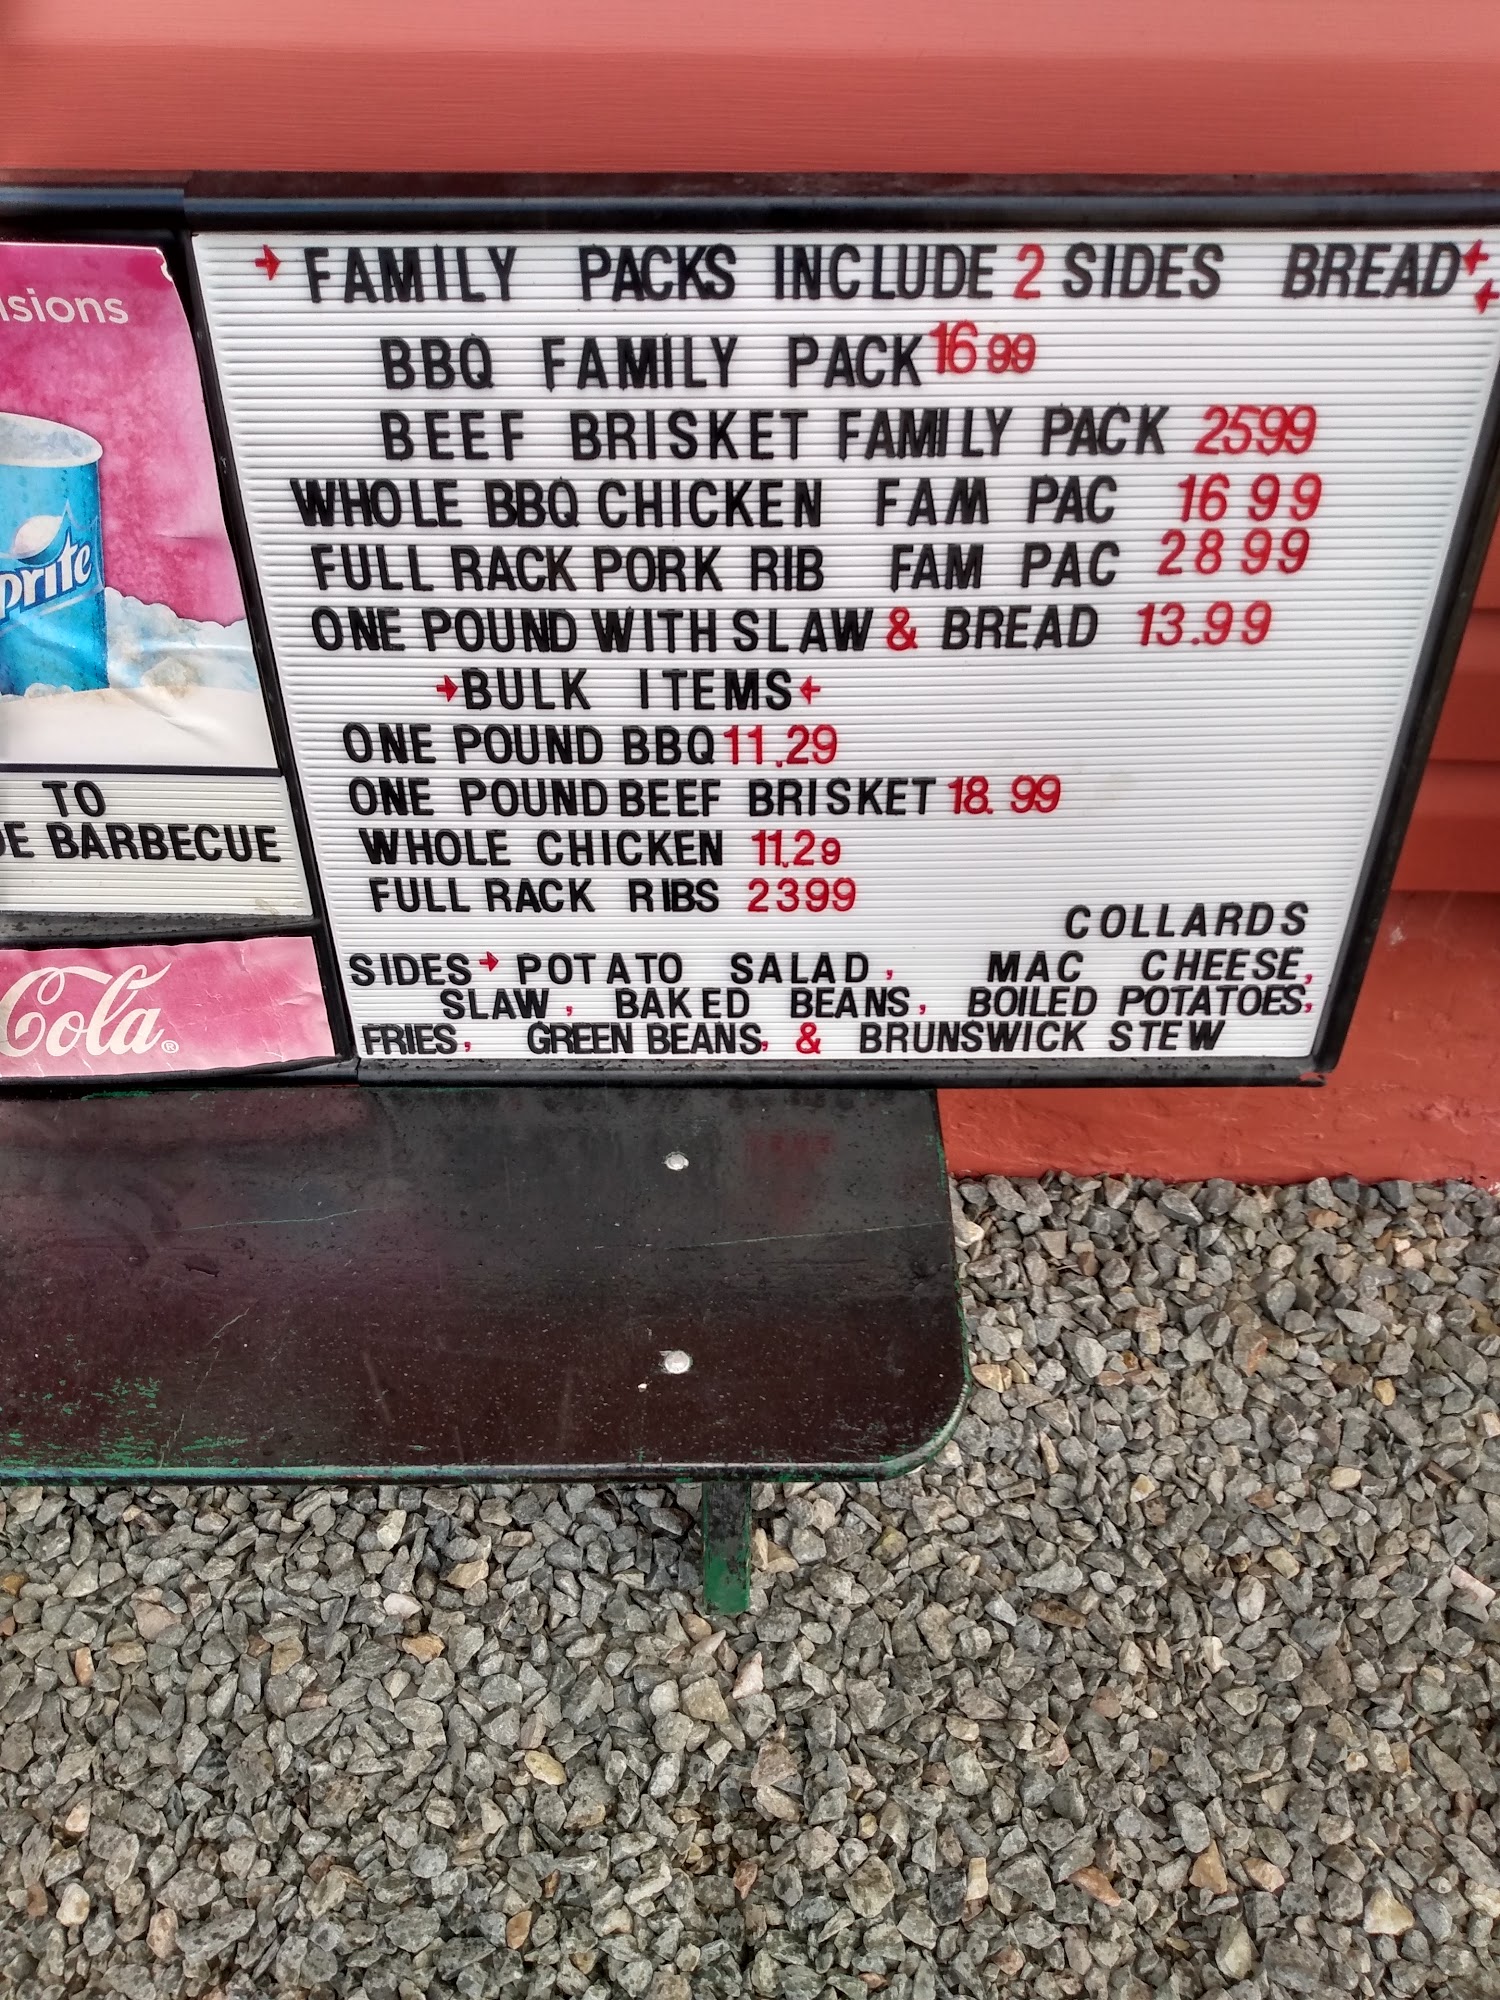 → FAMILY PACKS INCLUDE 2 SIDES BREAD ←
←
BBQ FAMILY PACK 16 99
BEEF BRISKET FAMILY PACK 2599
WHOLE BBQ CHICKEN FAM PAC 16 99
FULL RACK PORK RIB FAM PAC 28 99
ONE POUND WITH SLAW & BREAD 13.99
→ BULK ITEMS ←
ONE POUND BBQ 11.29
ONE POUND BEEF BRISKET 18.99
WHOLE CHICKEN 11.29
FULL RACK RIBS 2399
COLLARDS
SIDES → POTATO SALAD, MAC CHEESE,
SLAW, BAKED BEANS, BOILED POTATOES,
FRIES, GREEN BEANS, & BRUNSWICK STEW
TO
BARBECUE
Cola®